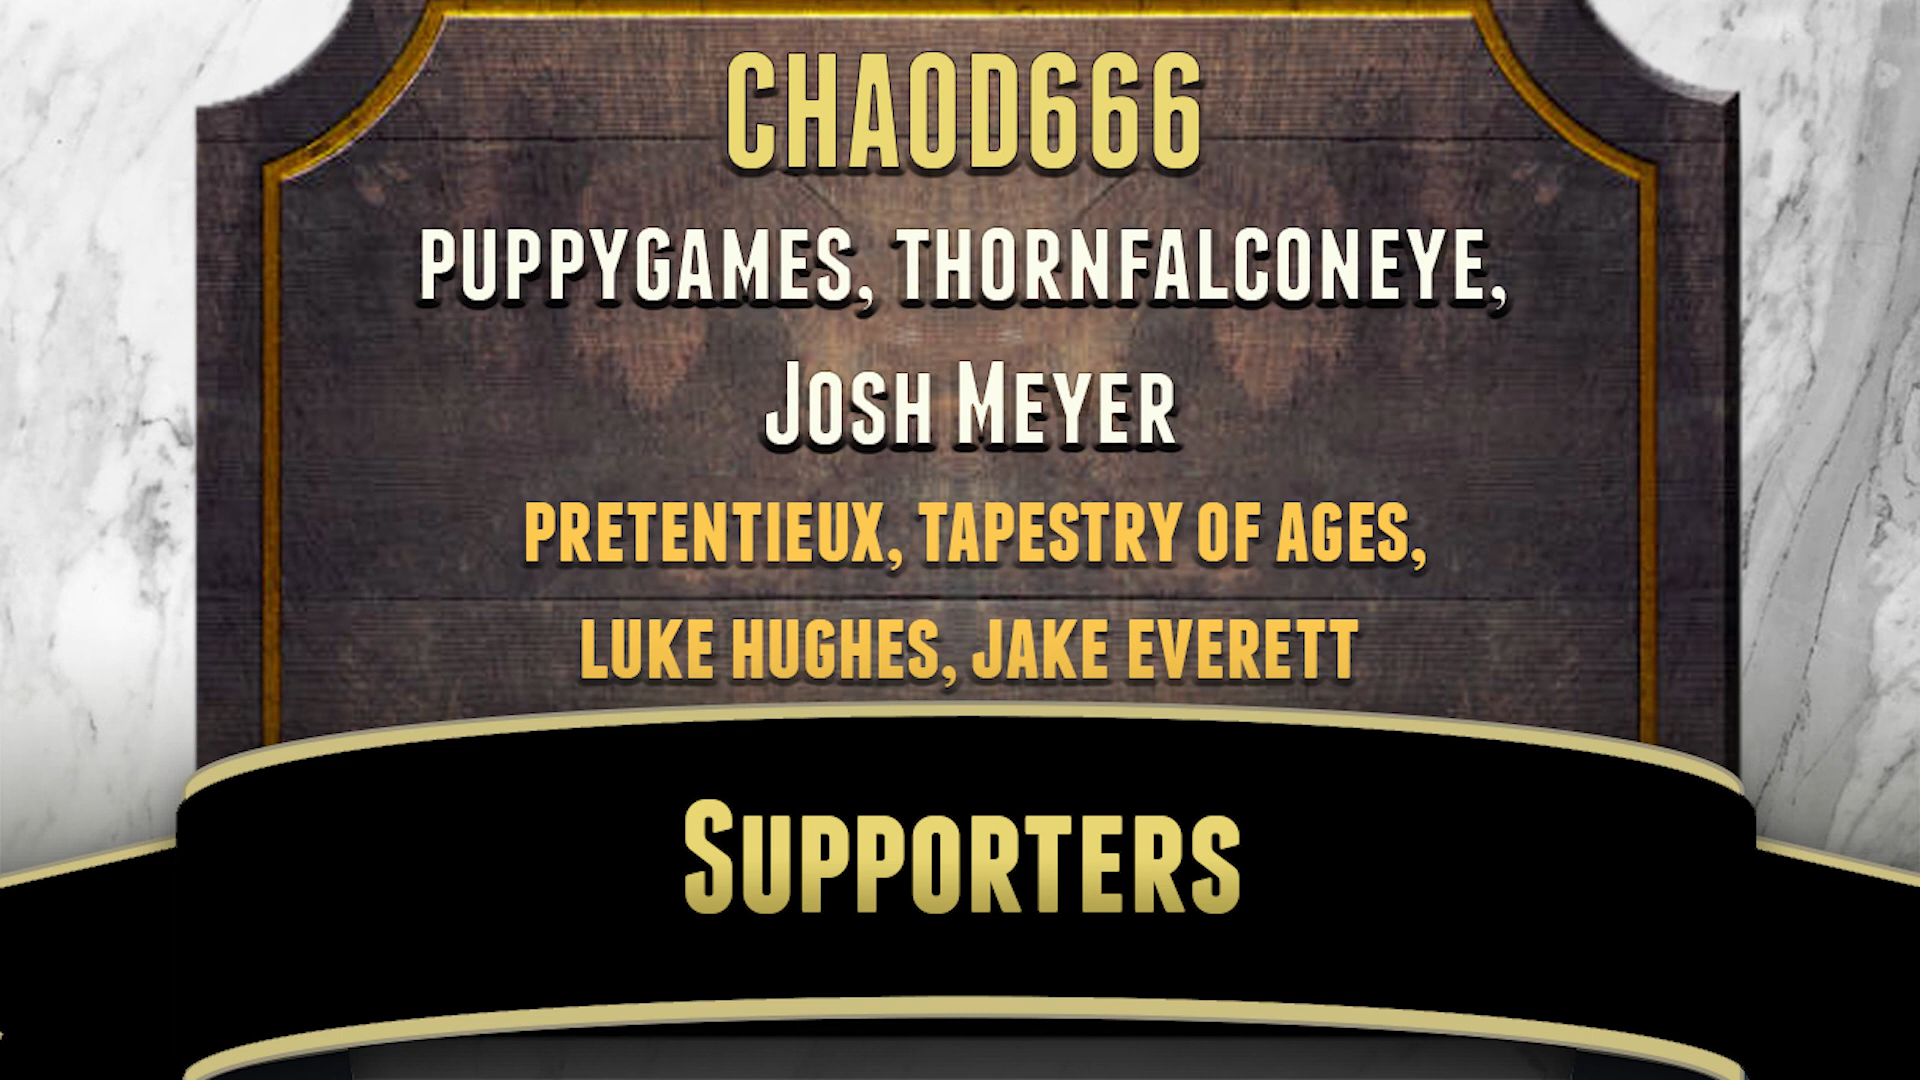 CHAOD666
PUPPYGAMES, THORNFALCONEYE,
JOSH MEYER
PRETENTIEUX, TAPESTRY OF AGES,
LUKE HUGHES, JAKE EVERETT
SUPPORTERS